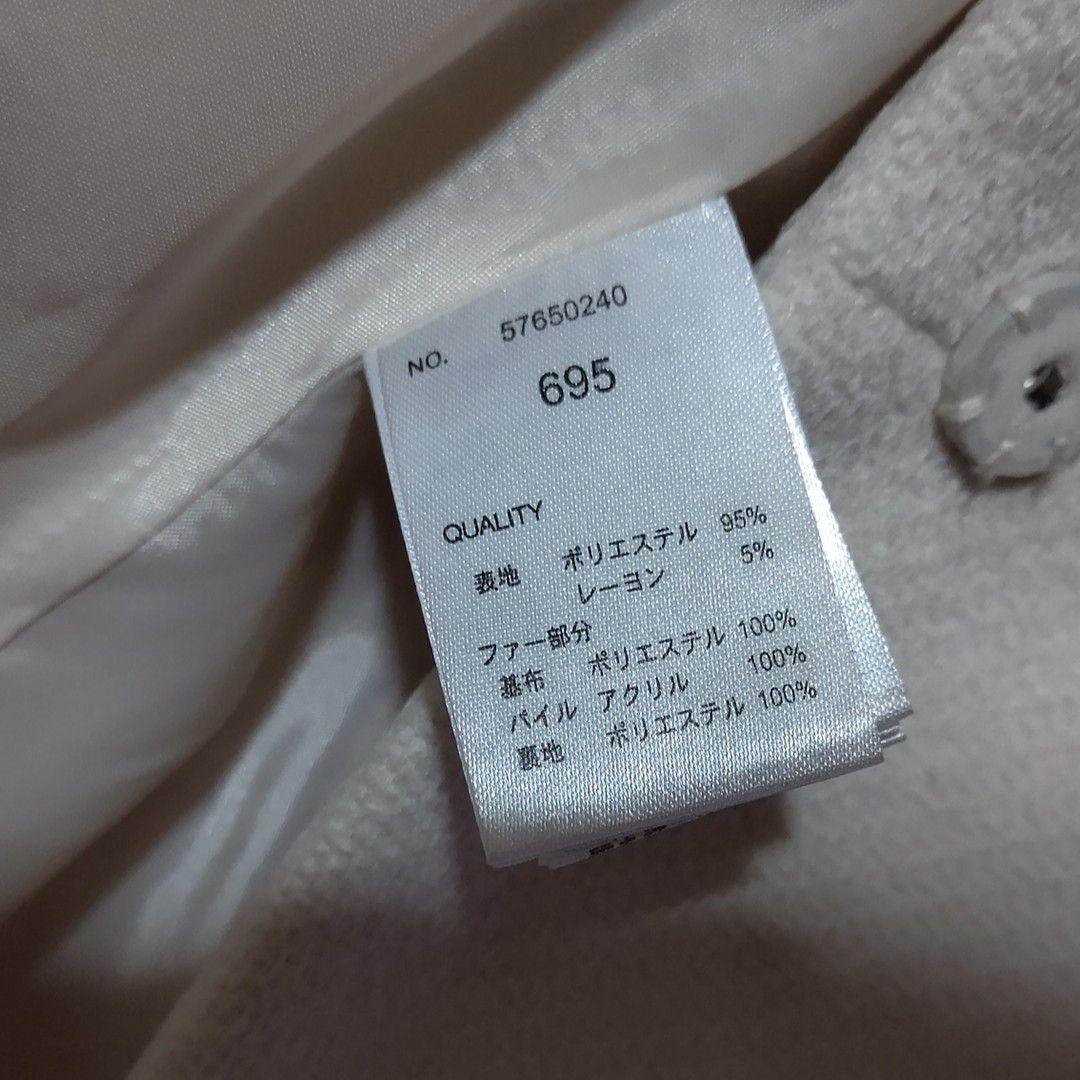 NO. 57650240
695
QUALITY
表地 ポリエステル 95%
レーヨン 5%
ファー部分
基布 ポリエステル 100%
パイル アクリル 100%
裏地 ポリエステル 100%